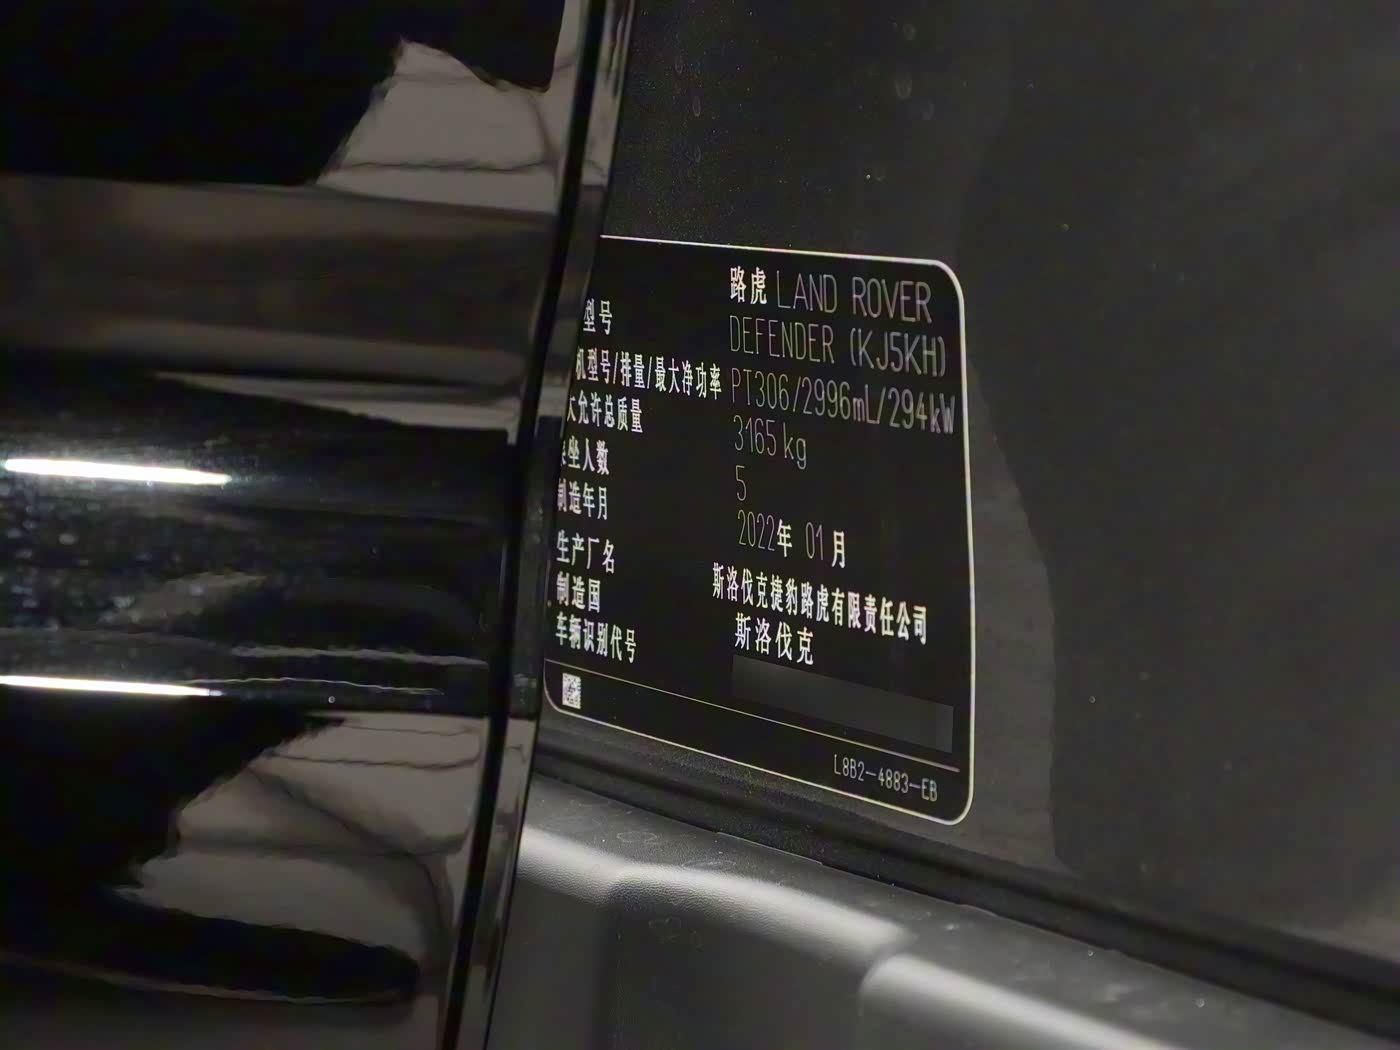 路虎 LAND ROVER
型号 DEFENDER (KJ5KH)
机型号/排量/最大净功率 PT306/2996mL/294kW
大允许总质量 3165 kg
坐人数 5
制造年月 2022年 01月
生产厂名 斯洛伐克捷豹路虎有限责任公司
制造国 斯洛伐克
车辆识别代号
L8B2-4883-EB